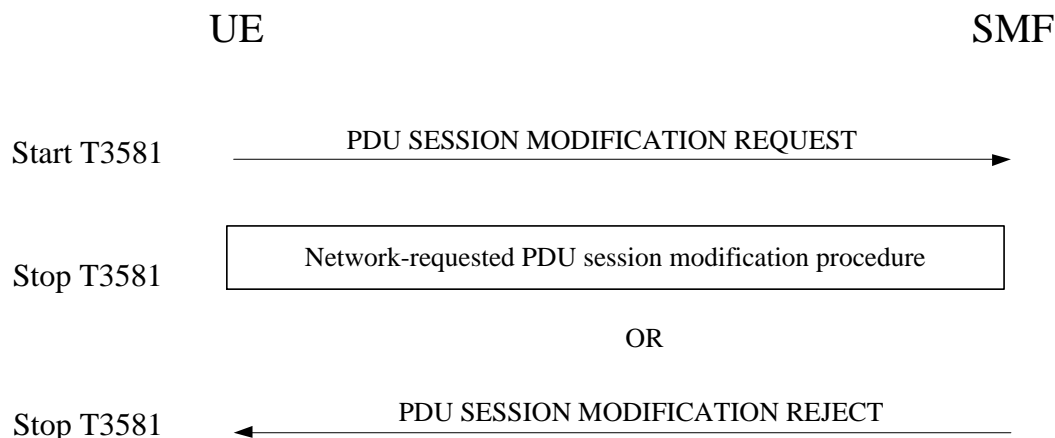 UE SMF
Start T3581 PDU SESSION MODIFICATION REQUEST
Stop T3581 Network-requested PDU session modification procedure
OR
Stop T3581 PDU SESSION MODIFICATION REJECT